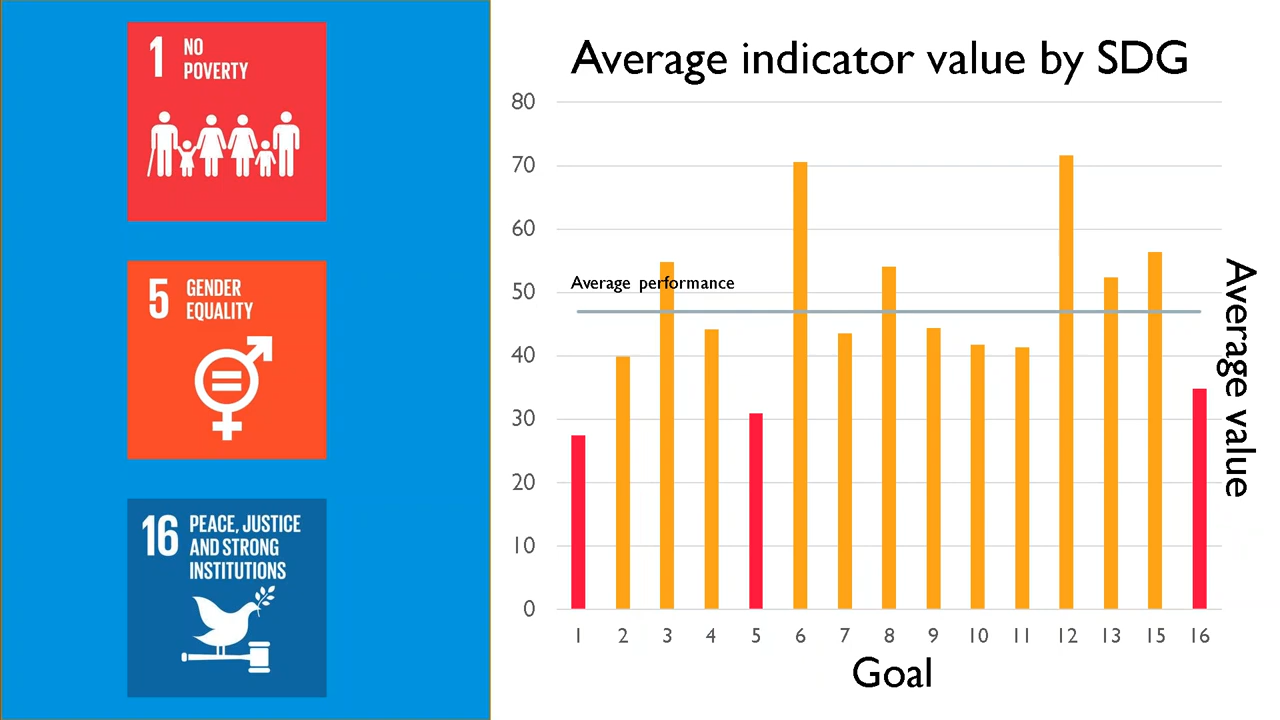 1 NO
POVERTY
5 GENDER
EQUALITY
16 PEACE, JUSTICE
AND STRONG
INSTITUTIONS
Average indicator value by SDG
80
70
60
50
40
30
20
10
0
Average performance
1 2 3 4 5 6 7 8 9 10 11 12 13 15 16
Goal
Average value